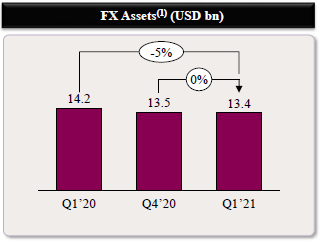 FX Assets(1) (USD bn)
-5%
0%
14.2
13.5
13.4
Q1’20
Q4’20
Q1’21